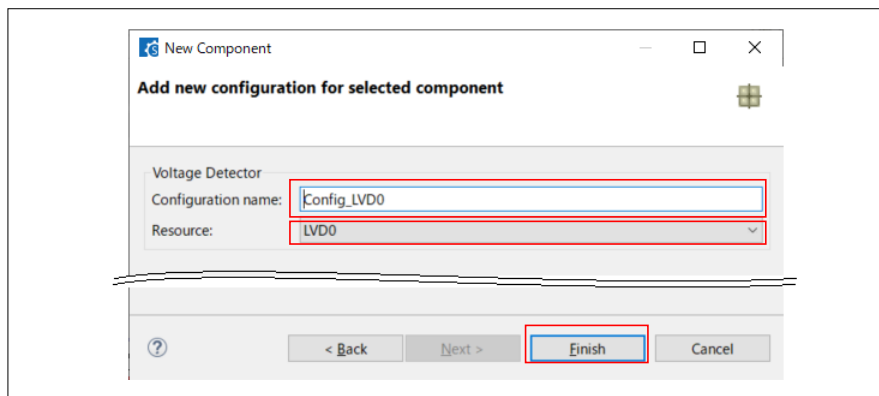 New Component
Add new configuration for selected component
Voltage Detector
Configuration name: Config_LVD0
Resource: LVD0
< Back Next > Finish Cancel